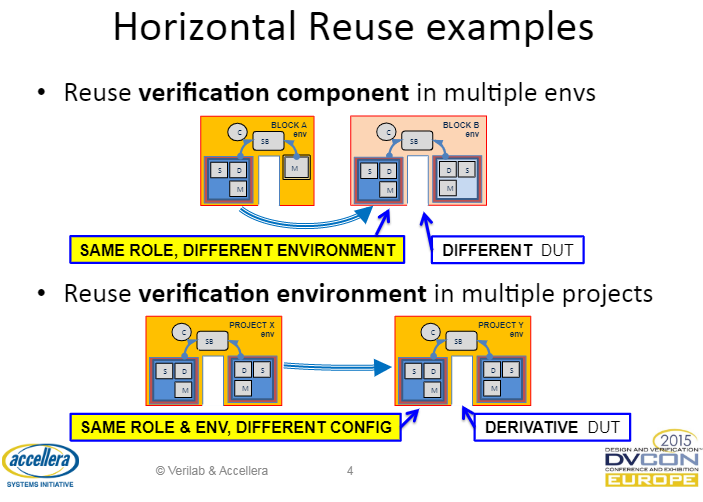 Horizontal Reuse examples
• Reuse verification component in multiple envs
BLOCK A
env
C
SB
S D
M
M
BLOCK B
env
C
SB
S D
M
D S
M
SAME ROLE, DIFFERENT ENVIRONMENT
DIFFERENT DUT
• Reuse verification environment in multiple projects
PROJECT X
env
C
SB
S D
M
D S
M
PROJECT Y
env
C
SB
S D
M
D S
M
SAME ROLE & ENV, DIFFERENT CONFIG
DERIVATIVE DUT
accellera
SYSTEMS INITIATIVE
© Verilab & Accellera
4
2015
DESIGN AND VERIFICATION™
DVCON
CONFERENCE AND EXHIBITION
EUROPE